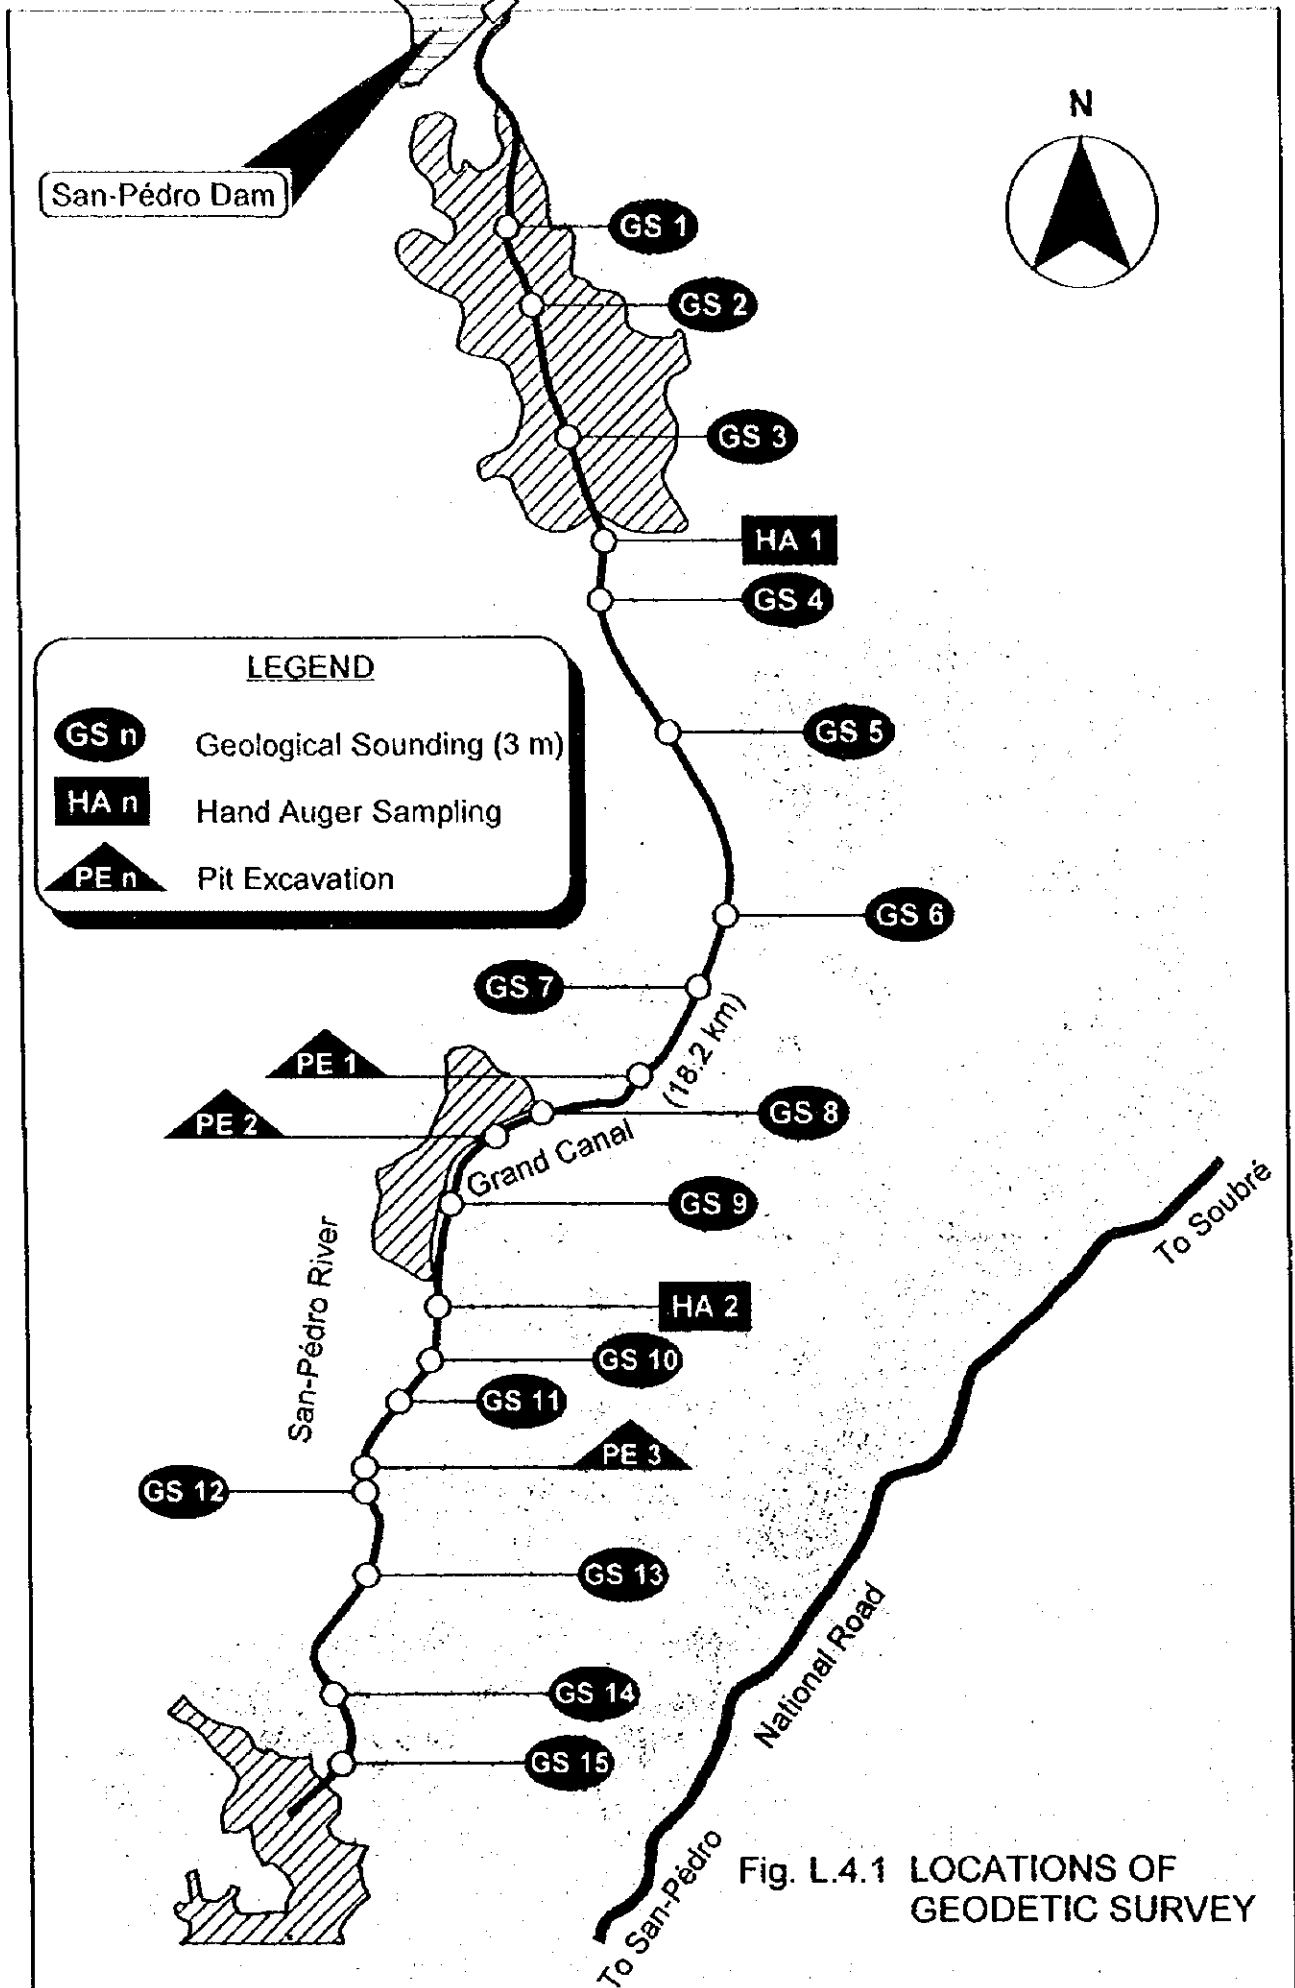 N
San-Pédro Dam
GS 1
GS 2
GS 3
HA 1
GS 4
LEGEND
GS n Geological Sounding (3 m)
HA n Hand Auger Sampling
PE n Pit Excavation
GS 5
GS 6
GS 7
(18.2 km)
PE 1
GS 8
PE 2
Grand Canal
GS 9
To Soubré
San-Pédro River
HA 2
GS 10
GS 11
PE 3
GS 12
GS 13
National Road
GS 14
GS 15
To San-Pédro
Fig. L.4.1 LOCATIONS OF
GEODETIC SURVEY